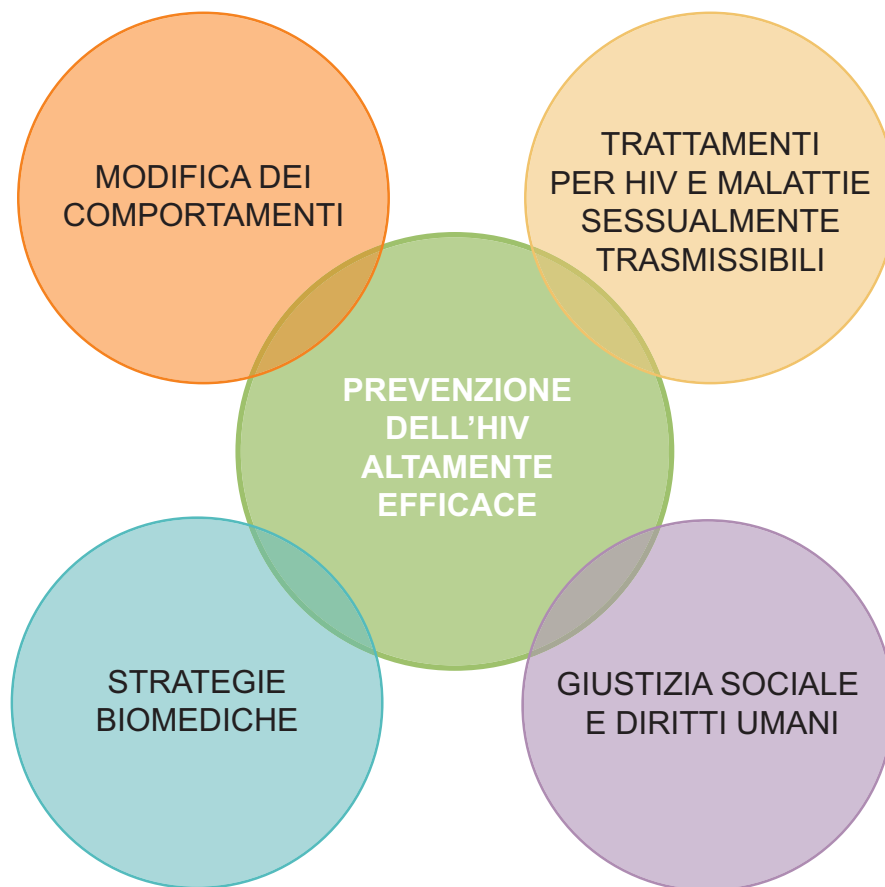 MODIFICA DEI
COMPORTAMENTI
TRATTAMENTI
PER HIV E MALATTIE
SESSUALMENTE
TRASMISSIBILI
PREVENZIONE
DELL’HIV
ALTAMENTE
EFFICACE
STRATEGIE
BIOMEDICHE
GIUSTIZIA SOCIALE
E DIRITTI UMANI